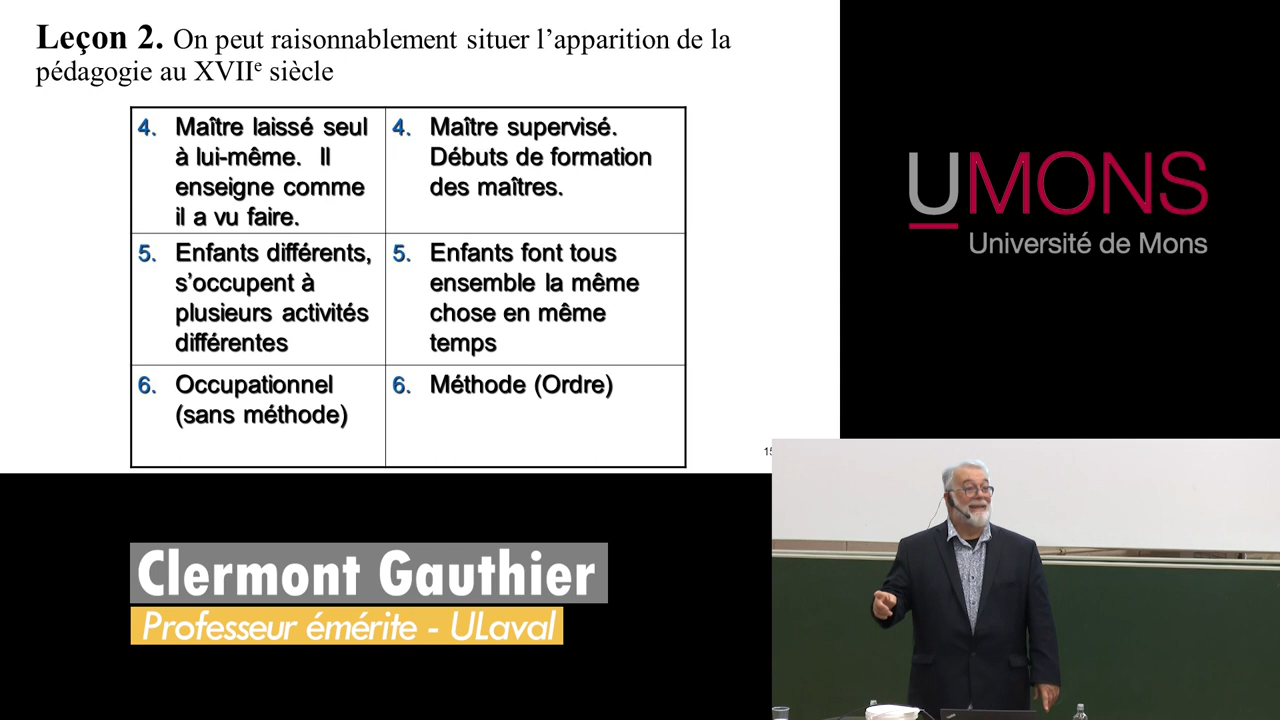 Leçon 2. On peut raisonnablement situer l’apparition de la
pédagogie au XVIIe siècle
4. Maître laissé seul
à lui-même. Il
enseigne comme
il a vu faire.
4. Maître supervisé.
Débuts de formation
des maîtres.
5. Enfants différents,
s’occupent à
plusieurs activités
différentes
5. Enfants font tous
ensemble la même
chose en même
temps
6. Occupationnel
(sans méthode)
6. Méthode (Ordre)
UMONS
Université de Mons
Clermont Gauthier
Professeur émérite - ULaval